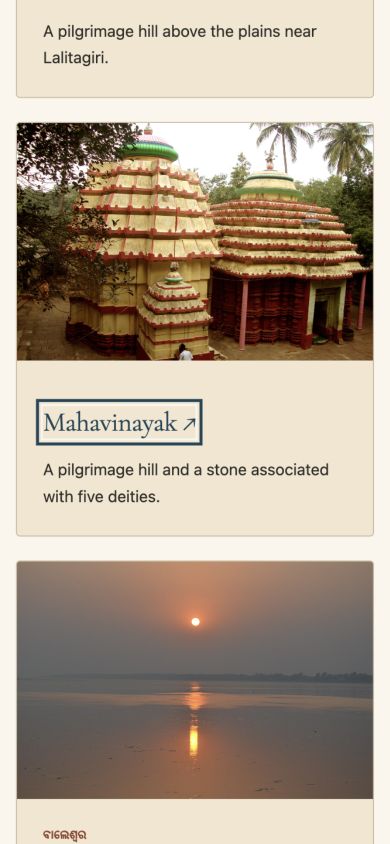 A pilgrimage hill above the plains near
Lalitagiri.
Mahavinayak ↗
A pilgrimage hill and a stone associated
with five deities.
ବାଲେଶ୍ୱର